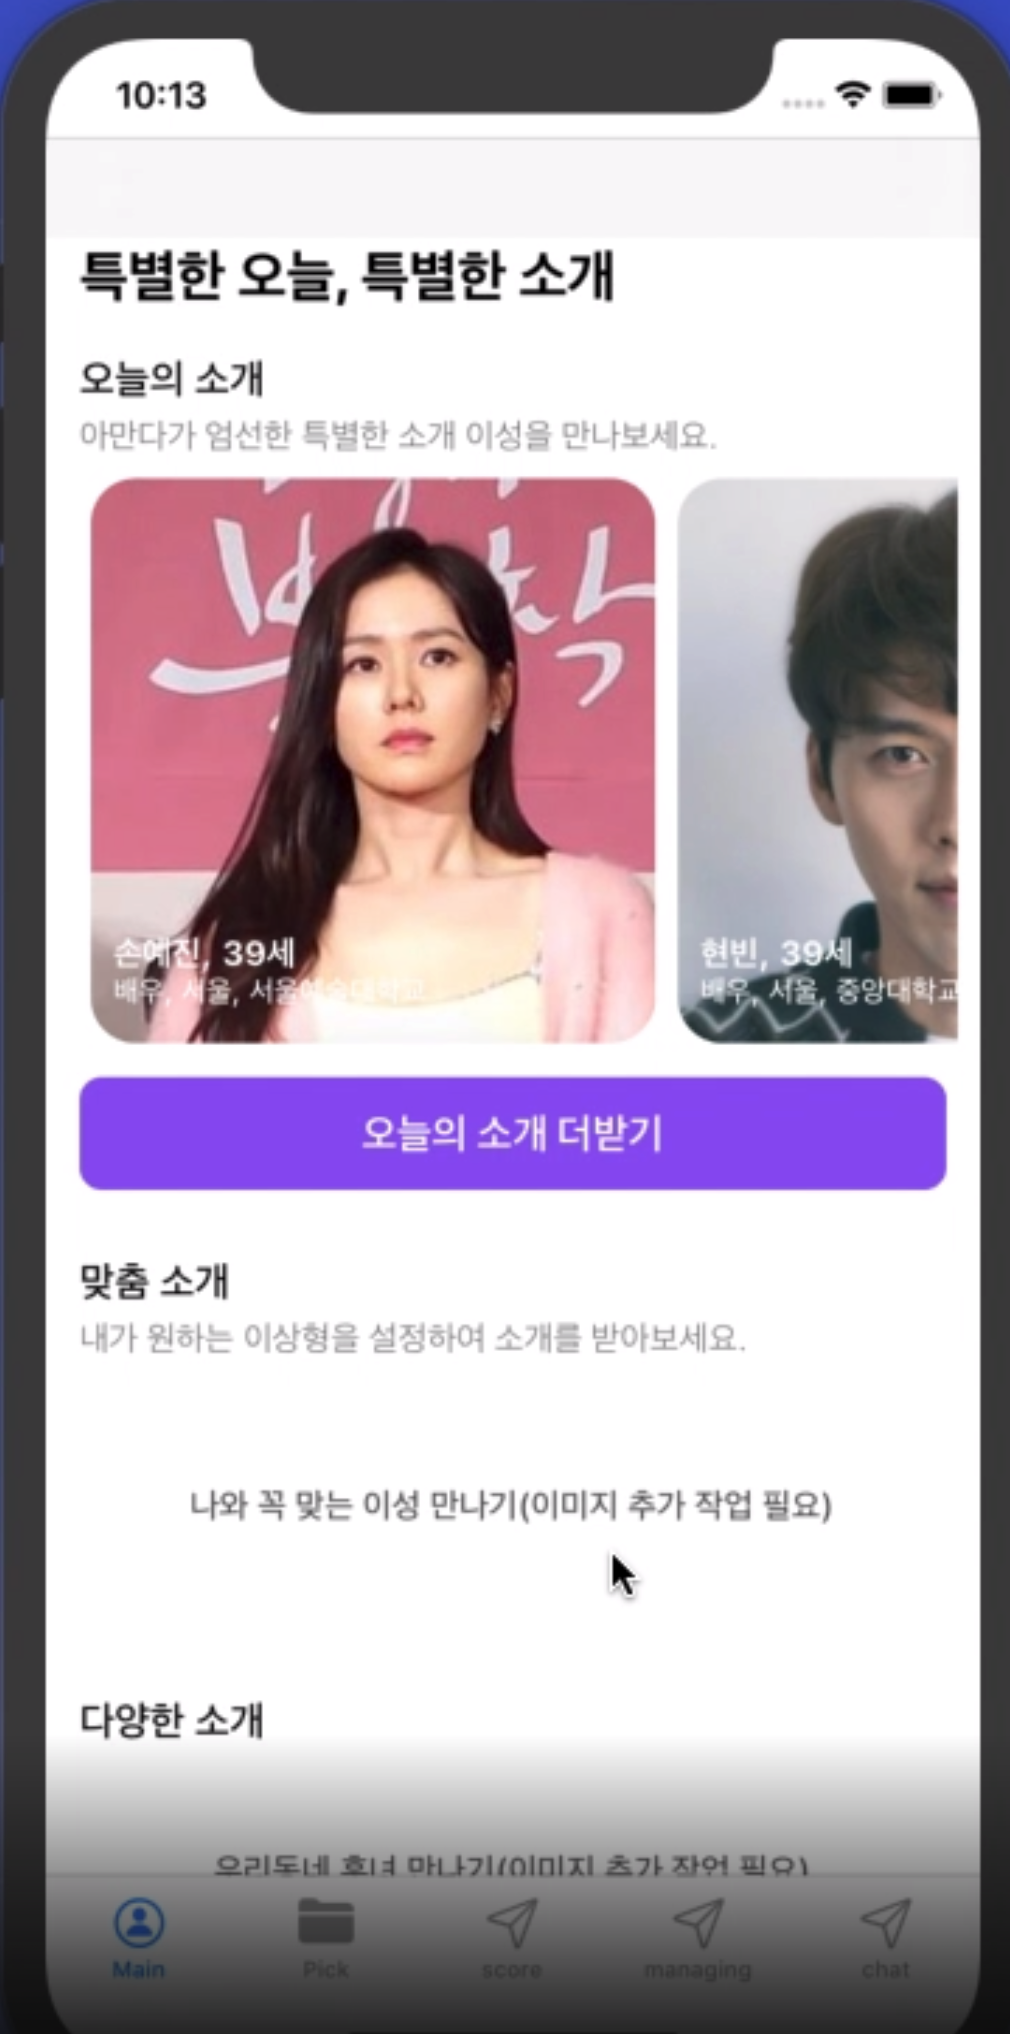 10:13
특별한 오늘, 특별한 소개
오늘의 소개
아만다가 엄선한 특별한 소개 이성을 만나보세요.
손예진, 39세
배우, 서울, 서울예술대학교
현빈, 39세
배우, 서울, 중앙대학교
오늘의 소개 더받기
맞춤 소개
내가 원하는 이상형을 설정하여 소개를 받아보세요.
나와 꼭 맞는 이성 만나기(이미지 추가 작업 필요)
다양한 소개
우리동네 훈녀 만나기(이미지 추가 작업 필요)
Main
Pick
score
managing
chat